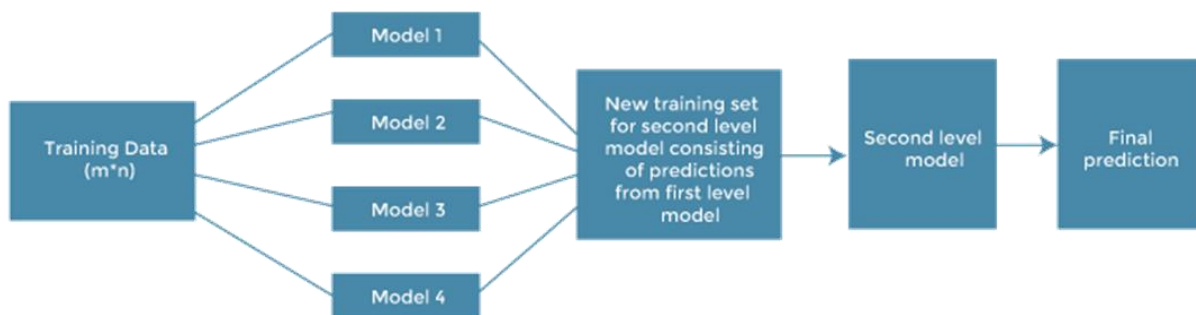 Training Data
(m*n)
Model 1
Model 2
Model 3
Model 4
New training set
for second level
model consisting
of predictions
from first level
model
Second level
model
Final
prediction